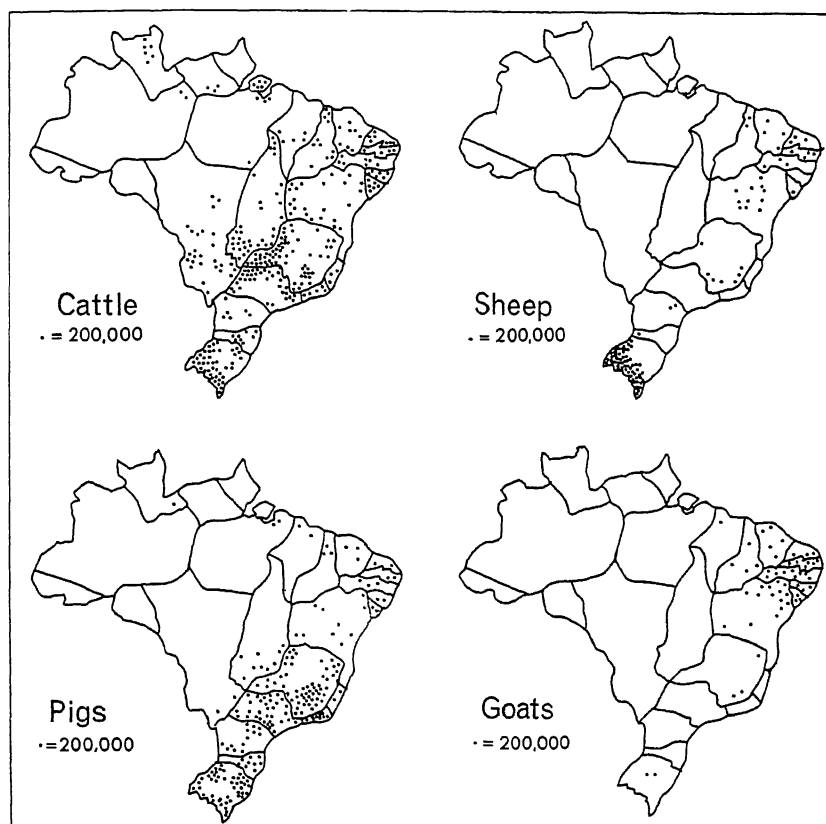 Cattle
. = 200,000
Sheep
. = 200,000
Pigs
·=200,000
Goats
· = 200,000